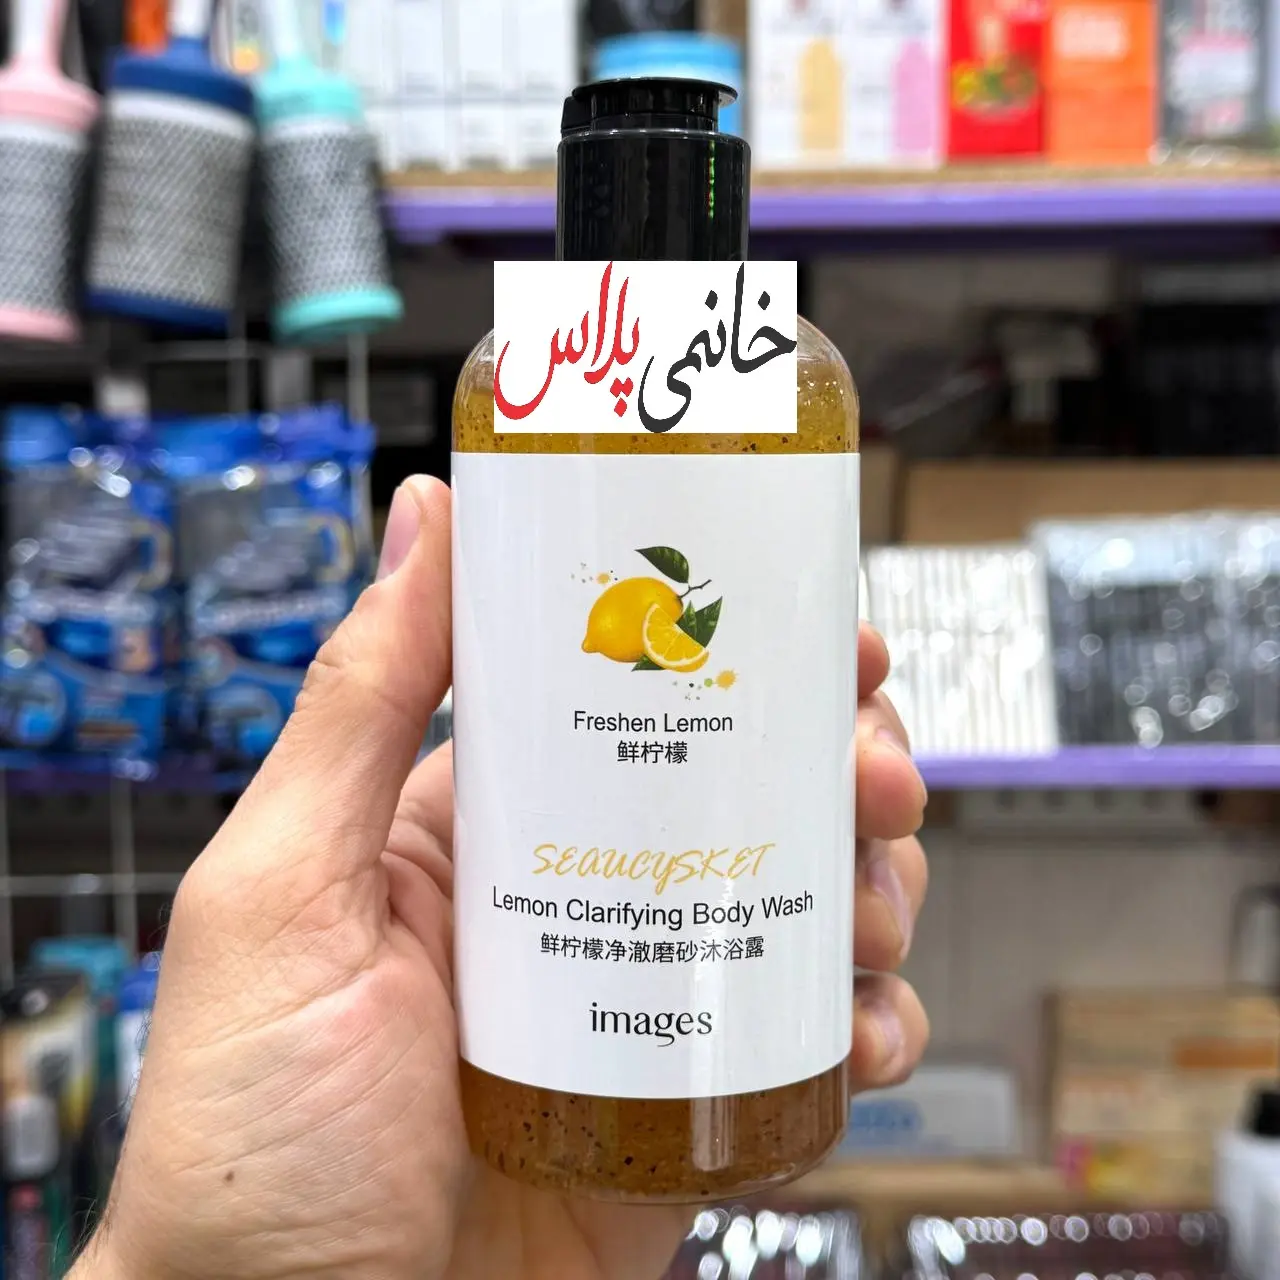 خانمی پلاس
Freshen Lemon
鲜柠檬
SEAUCYSKET
Lemon Clarifying Body Wash
鲜柠檬净澈磨砂沐浴露
images